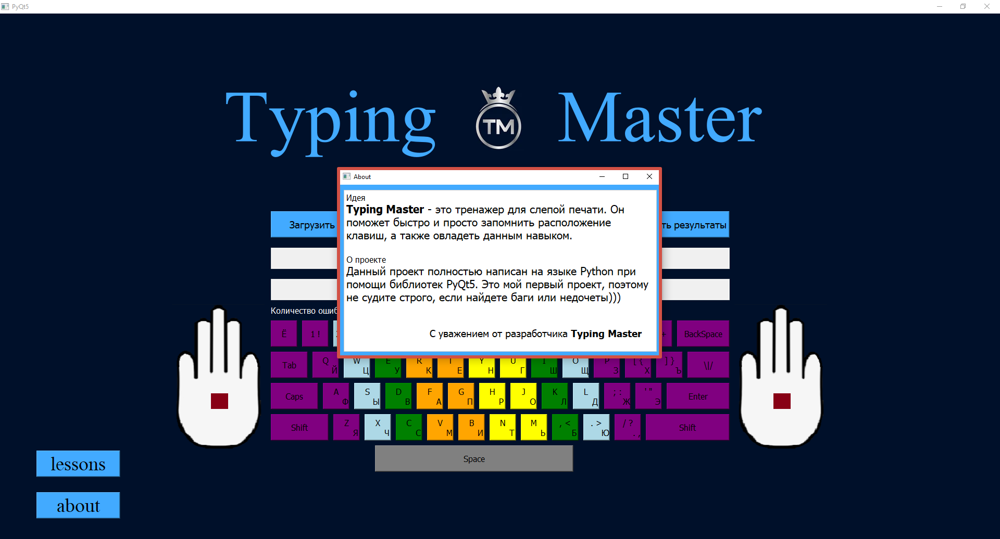 PyQt5
Typing TM Master
About
Идея
Typing Master - это тренажер для слепой печати. Он
поможет быстро и просто запомнить расположение
клавиш, а также овладеть данным навыком.
О проекте
Данный проект полностью написан на языке Python при
помощи библиотек PyQt5. Это мой первый проект, поэтому
не судите строго, если найдете баги или недочеты)))
С уважением от разработчика Typing Master
Загрузить
ть результаты
Количество ошиб
Ё 1 ! + BackSpace
Tab Q Й W Ц E У R К T Е Y Н U Г I Ш O Щ P З [ { Х ] } Ъ \|/
Caps A Ф S Ы D В F А G П H Р J О K Л L Д ; : Ж ' " Э Enter
Shift Z Я X Ч C С V М B И N Т M Ь , < Б . > Ю / ? . , Shift
Space
lessons
about